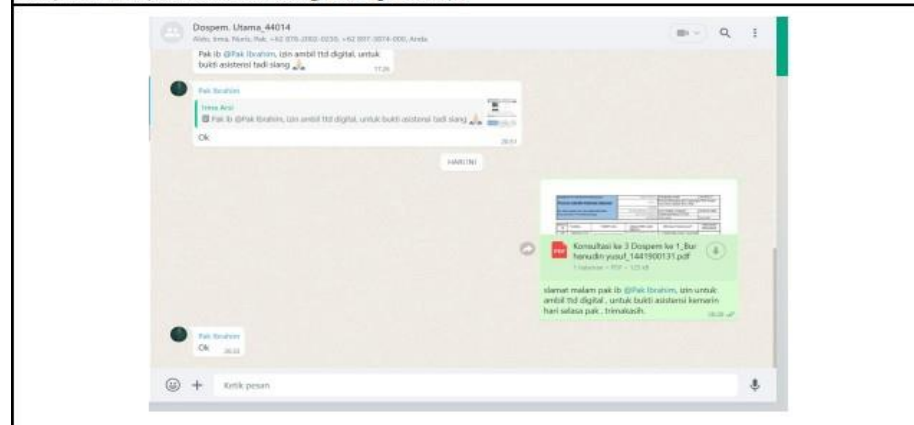 Dospem. Utama_44014
Pak ib @Pak Ibrahim, izin ambil ttd digital, untuk
bukti asistensi tadi siang
Pak Ibrahim
Irma Arsi
Pak ib @Pak Ibrahim, izin ambil ttd digital, untuk bukti asistensi tadi siang
Ok
HARI INI
PDF
Konsultasi ke 3 Dospem ke 1_Bur
hanudin yusuf_1441900131.pdf
slamat malam pak ib @Pak Ibrahim, izin untuk
ambil ttd digital , untuk bukti asistensi kemarin
hari selasa pak , trimakasih.
Pak Ibrahim
Ok
Ketik pesan